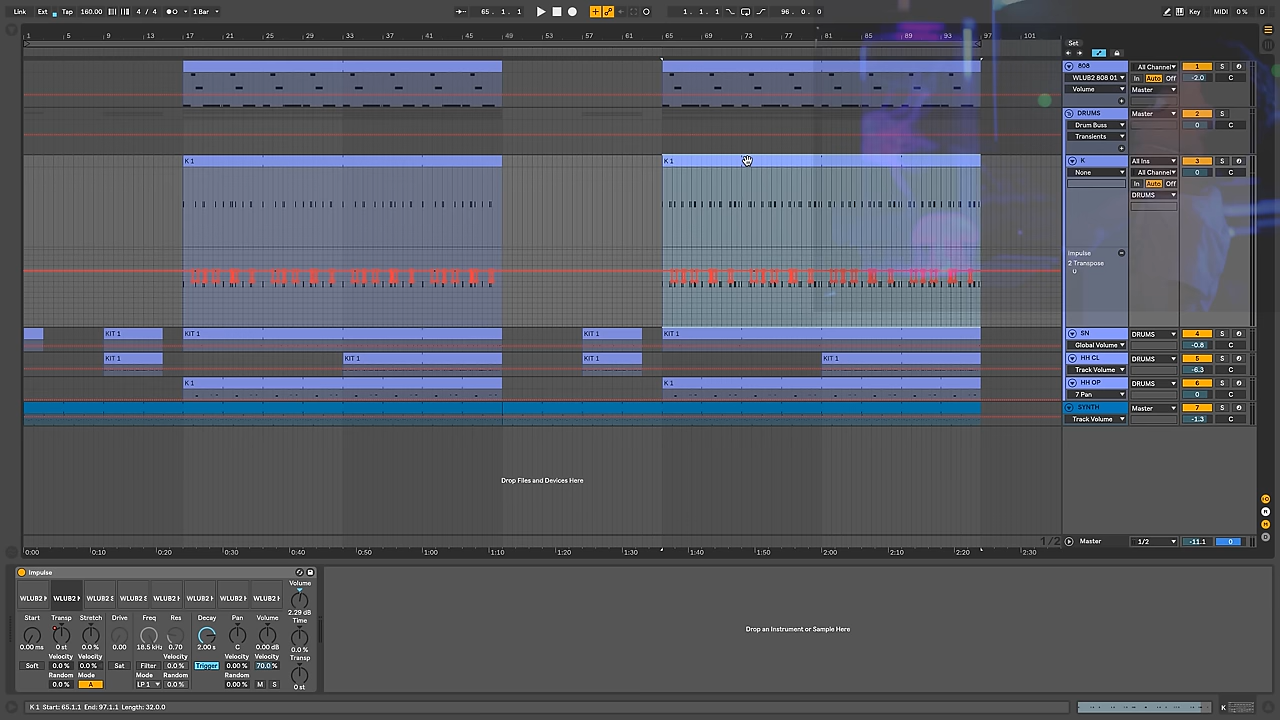 Link Ext Tap 160.00 4 / 4 1 Bar 65. 1. 1 1. 1. 1 96. 0. 0 Key MIDI 0 % D
1 5 9 13 17 21 25 29 33 37 41 45 49 53 57 61 65 69 73 77 81 85 89 93 97 101
Set
808 All Channel 1 S
WLUB2 808 01 In Auto Off -2.0 C
Volume Master
DRUMS Master 2 S
Drum Buss 0 C
Transients
K 1 K 1 K All Ins 3 S
None All Channel 0 C
In Auto Off
DRUMS
Impulse
2 Transpose
KIT 1 KIT 1 KIT 1 KIT 1 SN DRUMS 4 S
Global Volume -0.8 C
KIT 1 KIT 1 KIT 1 KIT 1 HH CL DRUMS 5 S
Track Volume -6.3 C
K 1 K 1 HH OP DRUMS 6 S
7 Pan 0 C
SYNTH Master 7 S
Track Volume -1.3 C
Drop Files and Devices Here
Master 1/2 -11.1 0
0:00 0:10 0:20 0:30 0:40 0:50 1:00 1:10 1:20 1:30 1:40 1:50 2:00 2:10 2:20 2:30 1/2
Impulse
Volume
WLUB2 WLUB2 WLUB2 S WLUB2 S WLUB2 WLUB2 WLUB2 WLUB2
2.29 dB
Start Transp Stretch Drive Freq Res Decay Pan Volume Time
0.00 ms 0 st 0.0 % 0.00 18.5 kHz 0.70 2.00 s C 0.00 dB 0.0 %
Velocity Velocity Velocity Velocity Velocity Transp
Soft 0.0 % 0.0 % Sat Filter 0.0 % Trigger 0.00 % 70.0 %
Random Mode Mode Random Random
0.0 % A LP 1 0.0 % 0.00 % M S 0 st
Drop an Instrument or Sample Here
K 1 Start: 65.1.1 End: 97.1.1 Length: 32.0.0 K